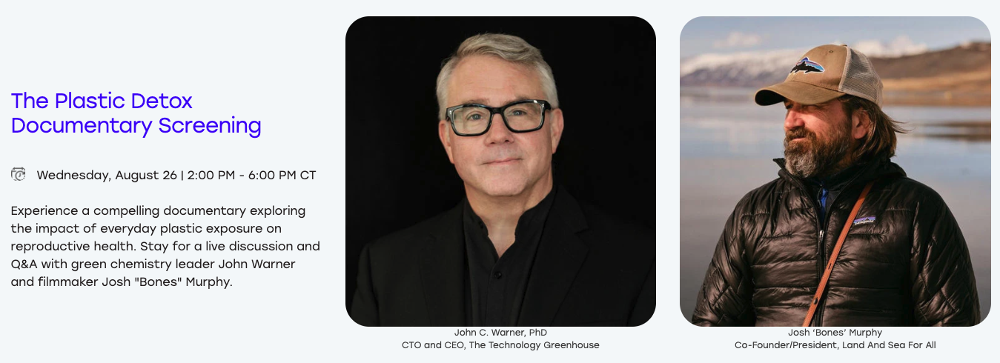 The Plastic Detox
Documentary Screening
Wednesday, August 26 | 2:00 PM - 6:00 PM CT
Experience a compelling documentary exploring
the impact of everyday plastic exposure on
reproductive health. Stay for a live discussion and
Q&A with green chemistry leader John Warner
and filmmaker Josh "Bones" Murphy.
John C. Warner, PhD
CTO and CEO, The Technology Greenhouse
patagonia
Josh ‘Bones’ Murphy
Co-Founder/President, Land And Sea For All